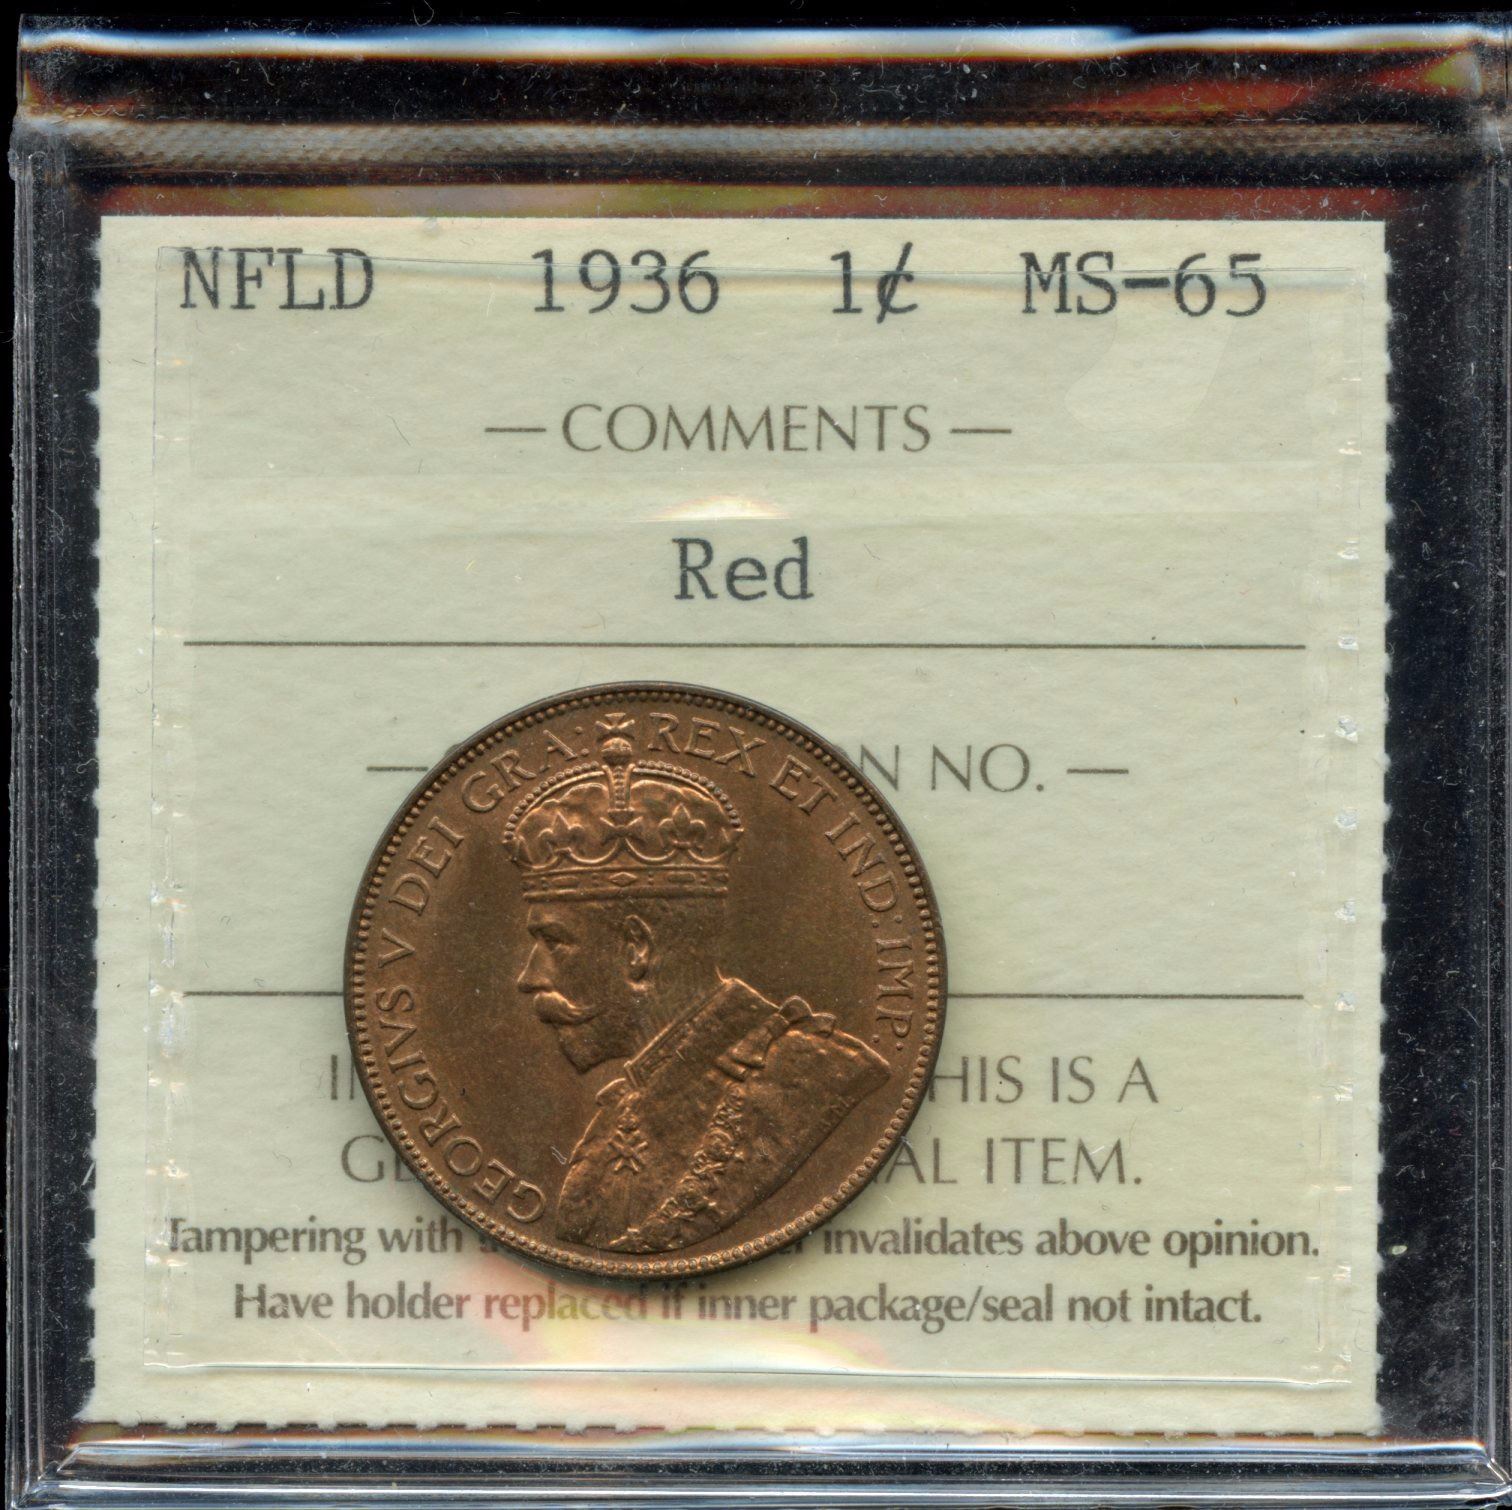 NFLD 1936 1¢ MS-65
— COMMENTS —
Red
N NO. —
HIS IS A
AL ITEM.
Tampering with invalidates above opinion.
Have holder replaced if inner package/seal not intact.
GEORGIVS V DEI GRA: REX ET IND: IMP: